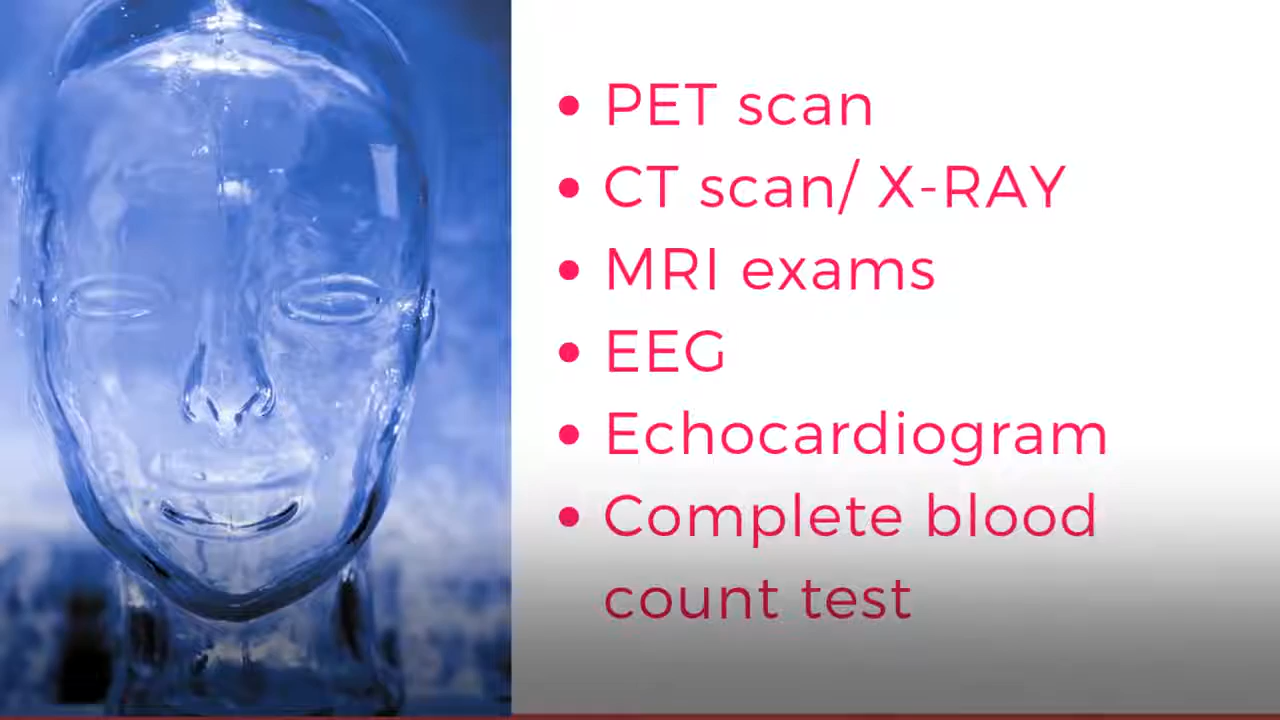 • PET scan
• CT scan/ X-RAY
• MRI exams
• EEG
• Echocardiogram
• Complete blood
count test